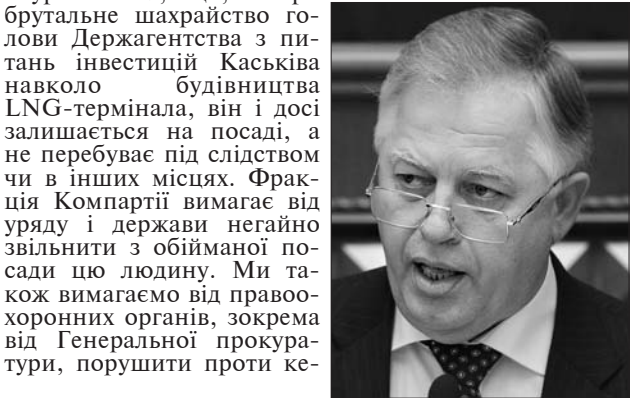 брутальне шахрайство го-
лови Держагентства з пи-
тань інвестицій Каськіва
навколо будівництва
LNG-термінала, він і досі
залишається на посаді, а
не перебуває під слідством
чи в інших місцях. Фрак-
ція Компартії вимагає від
уряду і держави негайно
звільнити з обійманої по-
сади цю людину. Ми та-
кож вимагаємо від правоо-
хоронних органів, зокрема
від Генеральної прокура-
тури, порушити проти ке-